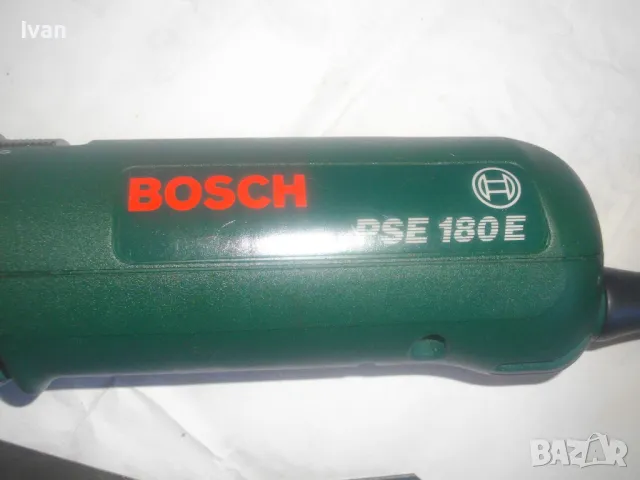 Ivan
BOSCH
PSE 180 E
BAZAR